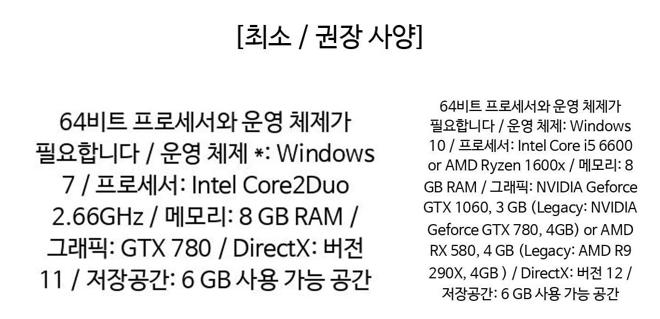 [최소 / 권장 사양]
64비트 프로세서와 운영 체제가
필요합니다 / 운영 체제 *: Windows
7 / 프로세서: Intel Core2Duo
2.66GHz / 메모리: 8 GB RAM /
그래픽: GTX 780 / DirectX: 버전
11 / 저장공간: 6 GB 사용 가능 공간
64비트 프로세서와 운영 체제가
필요합니다 / 운영 체제: Windows
10 / 프로세서: Intel Core i5 6600
or AMD Ryzen 1600x / 메모리: 8
GB RAM / 그래픽: NVIDIA Geforce
GTX 1060, 3 GB (Legacy: NVIDIA
Geforce GTX 780, 4GB) or AMD
RX 580, 4 GB (Legacy: AMD R9
290X, 4GB ) / DirectX: 버전 12 /
저장공간: 6 GB 사용 가능 공간